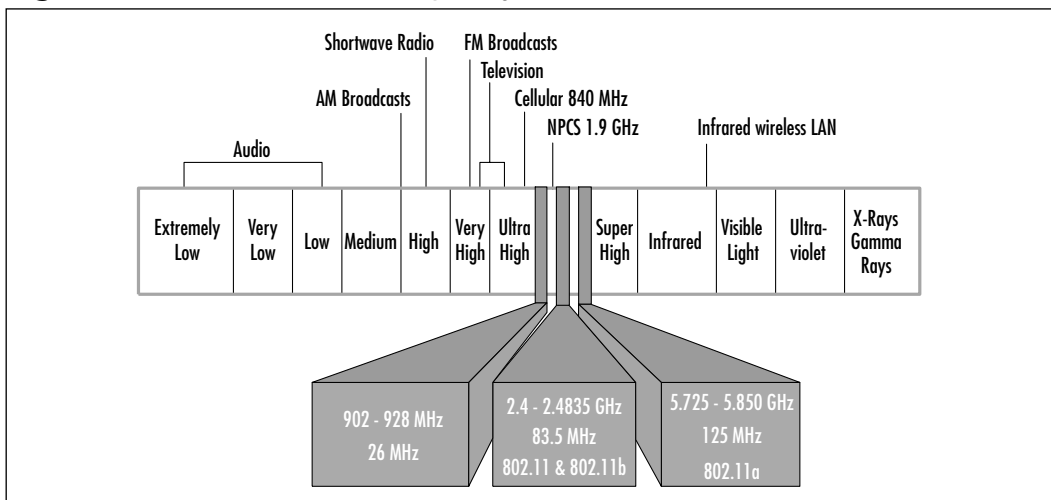 Shortwave Radio
FM Broadcasts
Television
AM Broadcasts
Cellular 840 MHz
NPCS 1.9 GHz
Infrared wireless LAN
Audio
Extremely
Low
Very
Low
Low
Medium
High
Very
High
Ultra
High
Super
High
Infrared
Visible
Light
Ultra-
violet
X-Rays
Gamma
Rays
902 - 928 MHz
26 MHz
2.4 - 2.4835 GHz
83.5 MHz
802.11 & 802.11b
5.725 - 5.850 GHz
125 MHz
802.11a